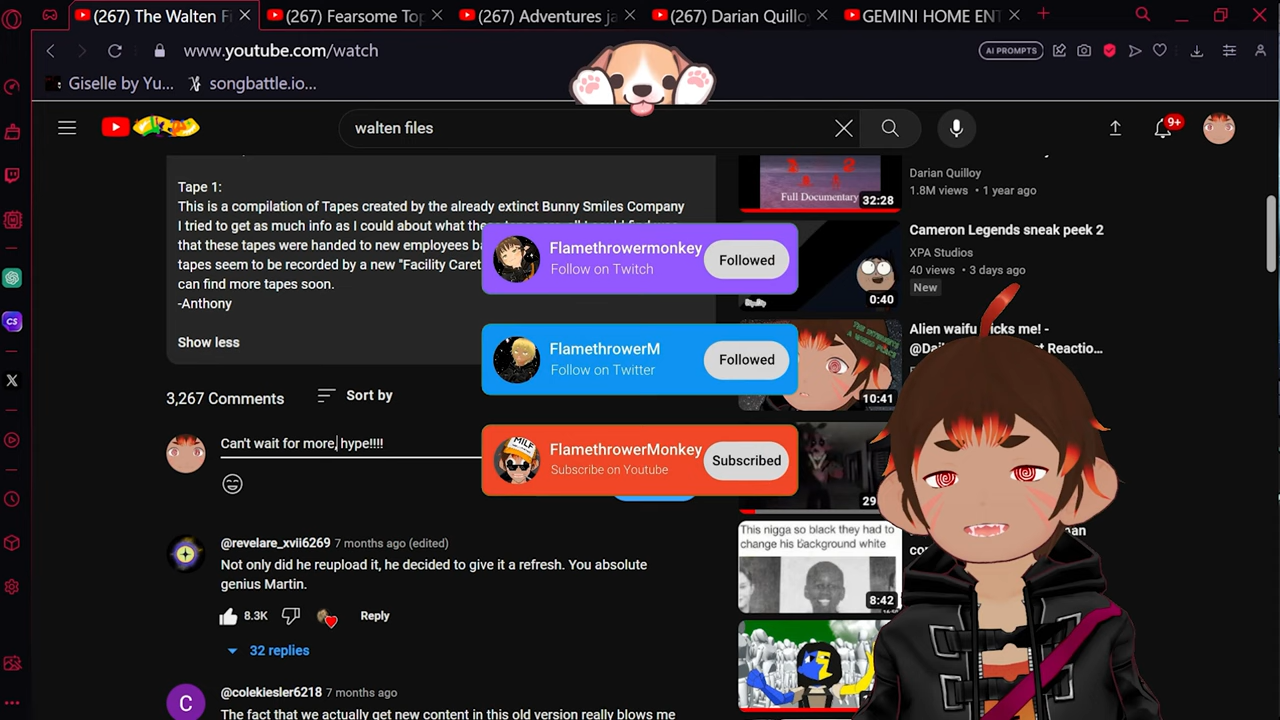 (267) The Walten F
(267) Fearsome Top
(267) Adventures ja
(267) Darian Quilloy
GEMINI HOME ENT
www.youtube.com/watch
AI PROMPTS
Giselle by Yu...
songbattle.io...
walten files
9+
Tape 1:
This is a compilation of Tapes created by the already extinct Bunny Smiles Company
I tried to get as much info as I could about what the
that these tapes were handed to new employees ba
tapes seem to be recorded by a new "Facility Caret
can find more tapes soon.
-Anthony
Show less
3,267 Comments
Sort by
Can't wait for more, hype!!!!
@revelare_xvii6269 7 months ago (edited)
Not only did he reupload it, he decided to give it a refresh. You absolute
genius Martin.
8.3K
Reply
32 replies
C
@colekiesler6218 7 months ago
The fact that we actually get new content in this old version really blows me
Flamethrowermonkey
Follow on Twitch
Followed
FlamethrowerM
Follow on Twitter
Followed
MILF
FlamethrowerMonkey
Subscribe on Youtube
Subscribed
Full Documentary
32:28
Darian Quilloy
1.8M views • 1 year ago
0:40
Cameron Legends sneak peek 2
XPA Studios
40 views • 3 days ago
New
10:41
Alien waifu
icks me! -
@Dail
t Reactio...
29
This nigga so black they had to
change his background white
8:42
CS